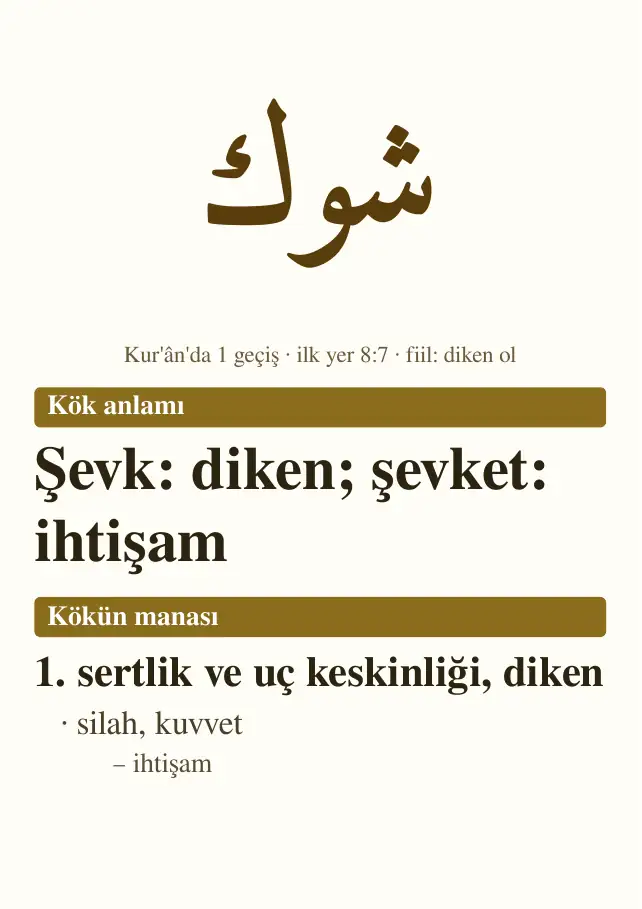 شوك
Kur'ân'da 1 geçiş · ilk yer 8:7 · fiil: diken ol
Kök anlamı
Şevk: diken; şevket:
ihtişam
Kökün manası
1. sertlik ve uç keskinliği, diken
· silah, kuvvet
– ihtişam